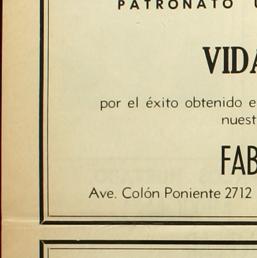 PATRONATO
VIDA
por el éxito obtenido e
nuest
FAB
Ave. Colón Poniente 2712